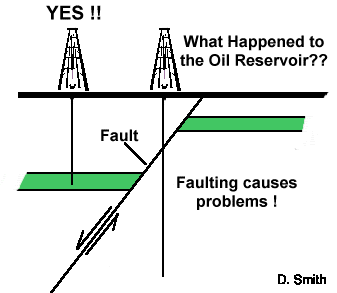 YES !!
What Happened to
the Oil Reservoir??
Fault
Faulting causes
problems !
D. Smith